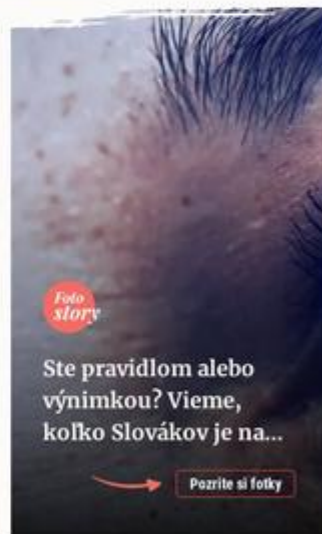 Foto
story
Ste pravidlom alebo
výnimkou? Vieme,
koľko Slovákov je na...
Pozrite si fotky